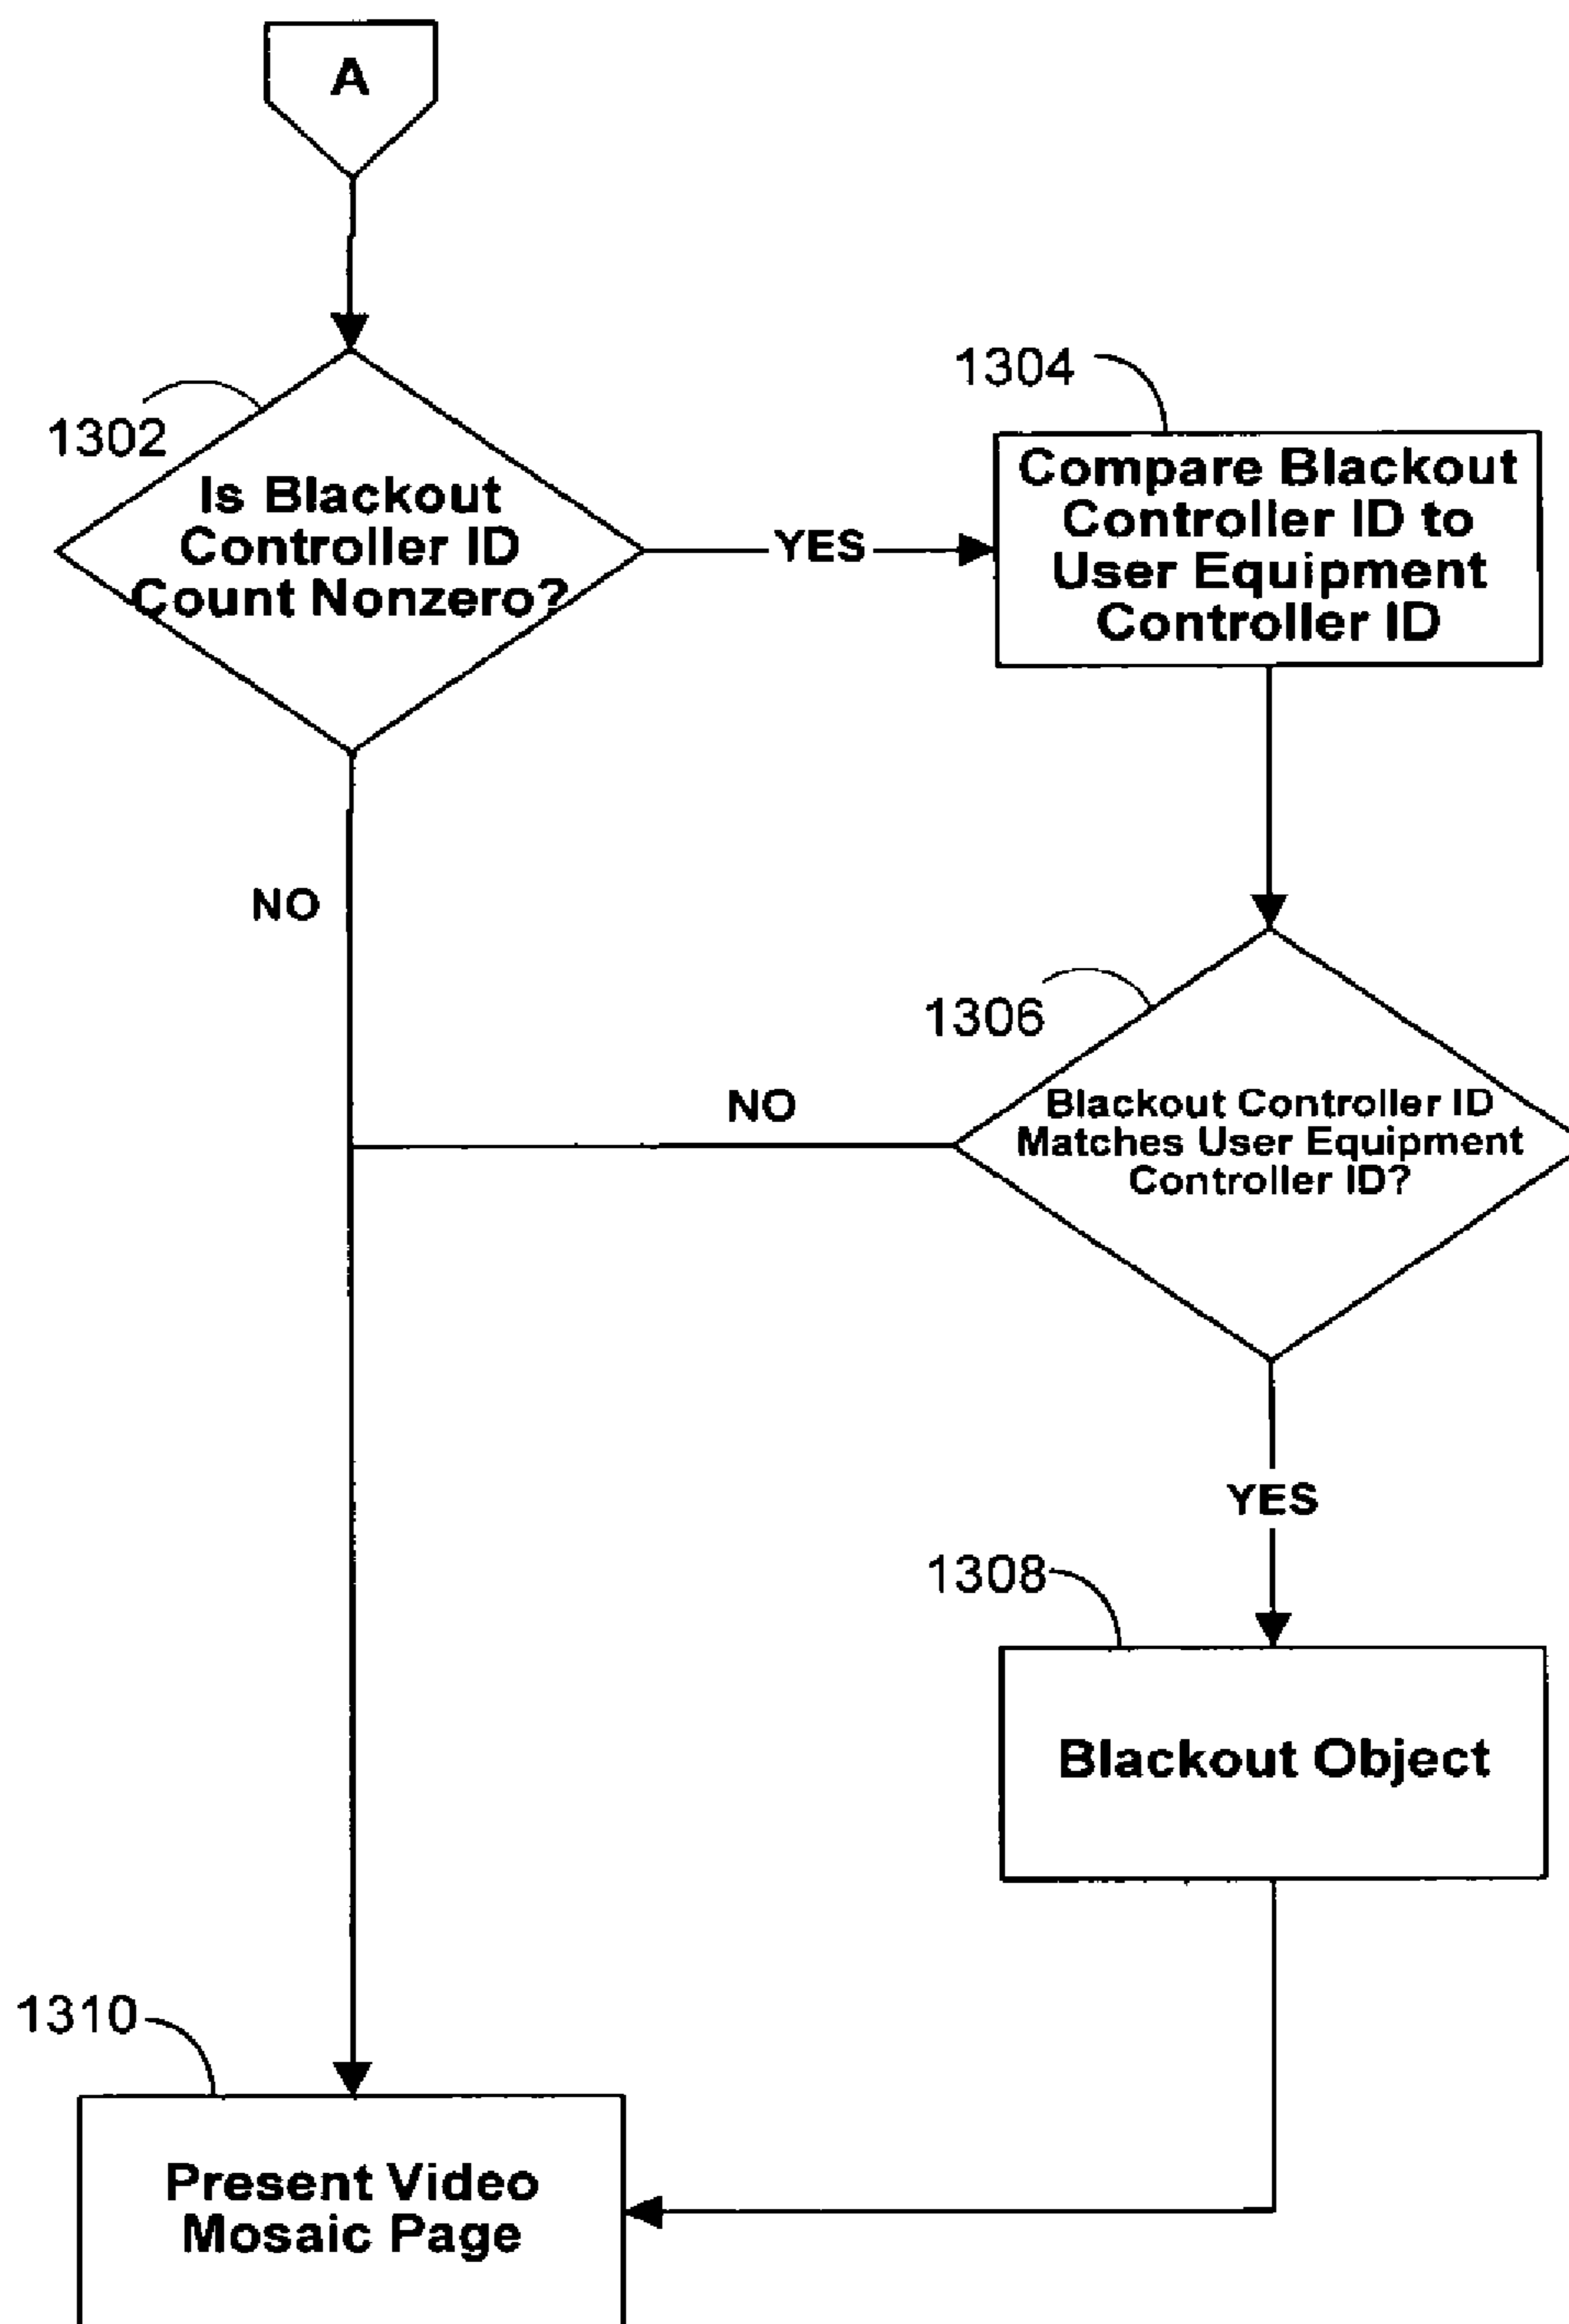 A
1302
Is Blackout
Controller ID
Count Nonzero?
YES
1304
Compare Blackout
Controller ID to
User Equipment
Controller ID
NO
1306
Blackout Controller ID
Matches User Equipment
Controller ID?
NO
YES
1308
Blackout Object
1310
Present Video
Mosaic Page